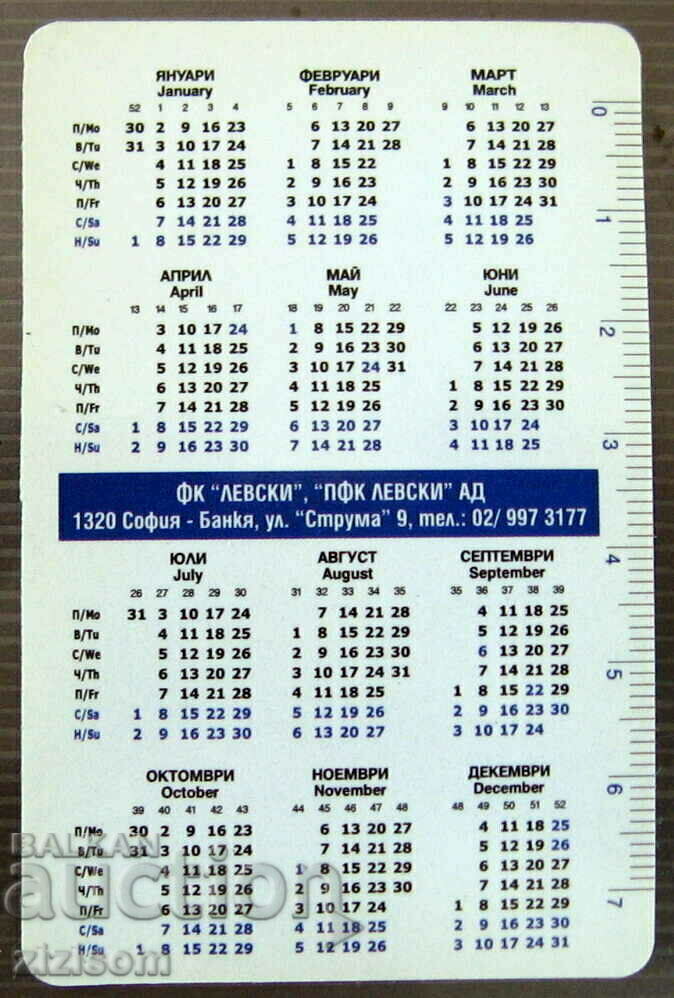 ЯНУАРИ ФЕВРУАРИ МАРТ
January February March
52 1 2 3 4 5 6 7 8 9 9 10 11 12 13
П/Mo 30 2 9 16 23 6 13 20 27 6 13 20 27
В/Tu 31 3 10 17 24 7 14 21 28 7 14 21 28
С/We 4 11 18 25 1 8 15 22 1 8 15 22 29
Ч/Th 5 12 19 26 2 9 16 23 2 9 16 23 30
П/Fr 6 13 20 27 3 10 17 24 3 10 17 24 31
С/Sa 7 14 21 28 4 11 18 25 4 11 18 25
Н/Su 1 8 15 22 29 5 12 19 26 5 12 19 26
АПРИЛ МАЙ ЮНИ
April May June
13 14 15 16 17 18 19 20 21 22 22 23 24 25 26
П/Mo 3 10 17 24 1 8 15 22 29 5 12 19 26
В/Tu 4 11 18 25 2 9 16 23 30 6 13 20 27
С/We 5 12 19 26 3 10 17 24 31 7 14 21 28
Ч/Th 6 13 20 27 4 11 18 25 1 8 15 22 29
П/Fr 7 14 21 28 5 12 19 26 2 9 16 23 30
С/Sa 1 8 15 22 29 6 13 20 27 3 10 17 24
Н/Su 2 9 16 23 30 7 14 21 28 4 11 18 25
ФК "ЛЕВСКИ", "ПФК ЛЕВСКИ" АД
1320 София - Банкя, ул. "Струма" 9, тел.: 02/ 997 3177
ЮЛИ АВГУСТ СЕПТЕМВРИ
July August September
26 27 28 29 30 31 32 33 34 35 35 36 37 38 39
П/Mo 31 3 10 17 24 7 14 21 28 4 11 18 25
В/Tu 4 11 18 25 1 8 15 22 29 5 12 19 26
С/We 5 12 19 26 2 9 16 23 30 6 13 20 27
Ч/Th 6 13 20 27 3 10 17 24 31 7 14 21 28
П/Fr 7 14 21 28 4 11 18 25 1 8 15 22 29
С/Sa 1 8 15 22 29 5 12 19 26 2 9 16 23 30
Н/Su 2 9 16 23 30 6 13 20 27 3 10 17 24
ОКТОМВРИ НОЕМВРИ ДЕКЕМВРИ
October November December
39 40 41 42 43 44 45 46 47 48 48 49 50 51 52
П/Mo 30 2 9 16 23 6 13 20 27 4 11 18 25
В/Tu 31 3 10 17 24 7 14 21 28 5 12 19 26
С/We 4 11 18 25 1 8 15 22 29 6 13 20 27
Ч/Th 5 12 19 26 2 9 16 23 30 7 14 21 28
П/Fr 6 13 20 27 3 10 17 24 1 8 15 22 29
С/Sa 7 14 21 28 4 11 18 25 2 9 16 23 30
Н/Su 1 8 15 22 29 5 12 19 26 3 10 17 24 31
0
1
2
3
4
5
6
7
BALKAN
auction
zizisom